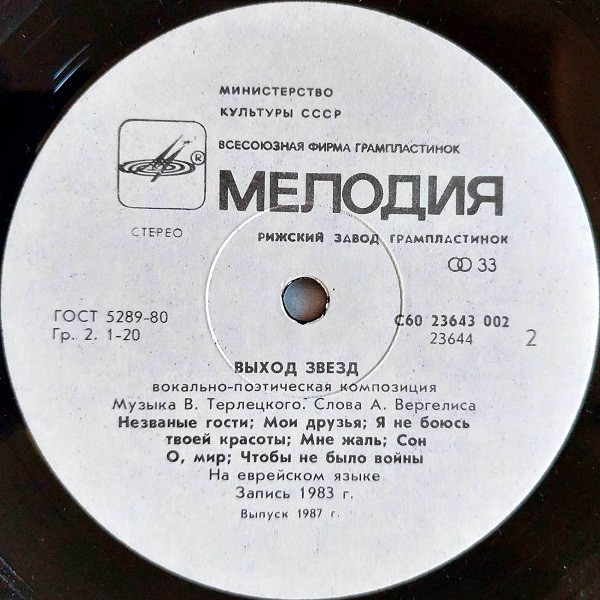 МИНИСТЕРСТВО
КУЛЬТУРЫ СССР
ВСЕСОЮЗНАЯ ФИРМА ГРАМПЛАСТИНОК
®
МЕЛОДИЯ
СТЕРЕО
РИЖСКИЙ ЗАВОД ГРАМПЛАСТИНОК
33
ГОСТ 5289-80
Гр. 2. 1-20
С60 23643 002
23644
2
ВЫХОД ЗВЕЗД
вокально-поэтическая композиция
Музыка В. Терлецкого. Слова А. Вергелиса
Незваные гости; Мои друзья; Я не боюсь
твоей красоты; Мне жаль; Сон
О, мир; Чтобы не было войны
На еврейском языке
Запись 1983 г.
Выпуск 1987 г.